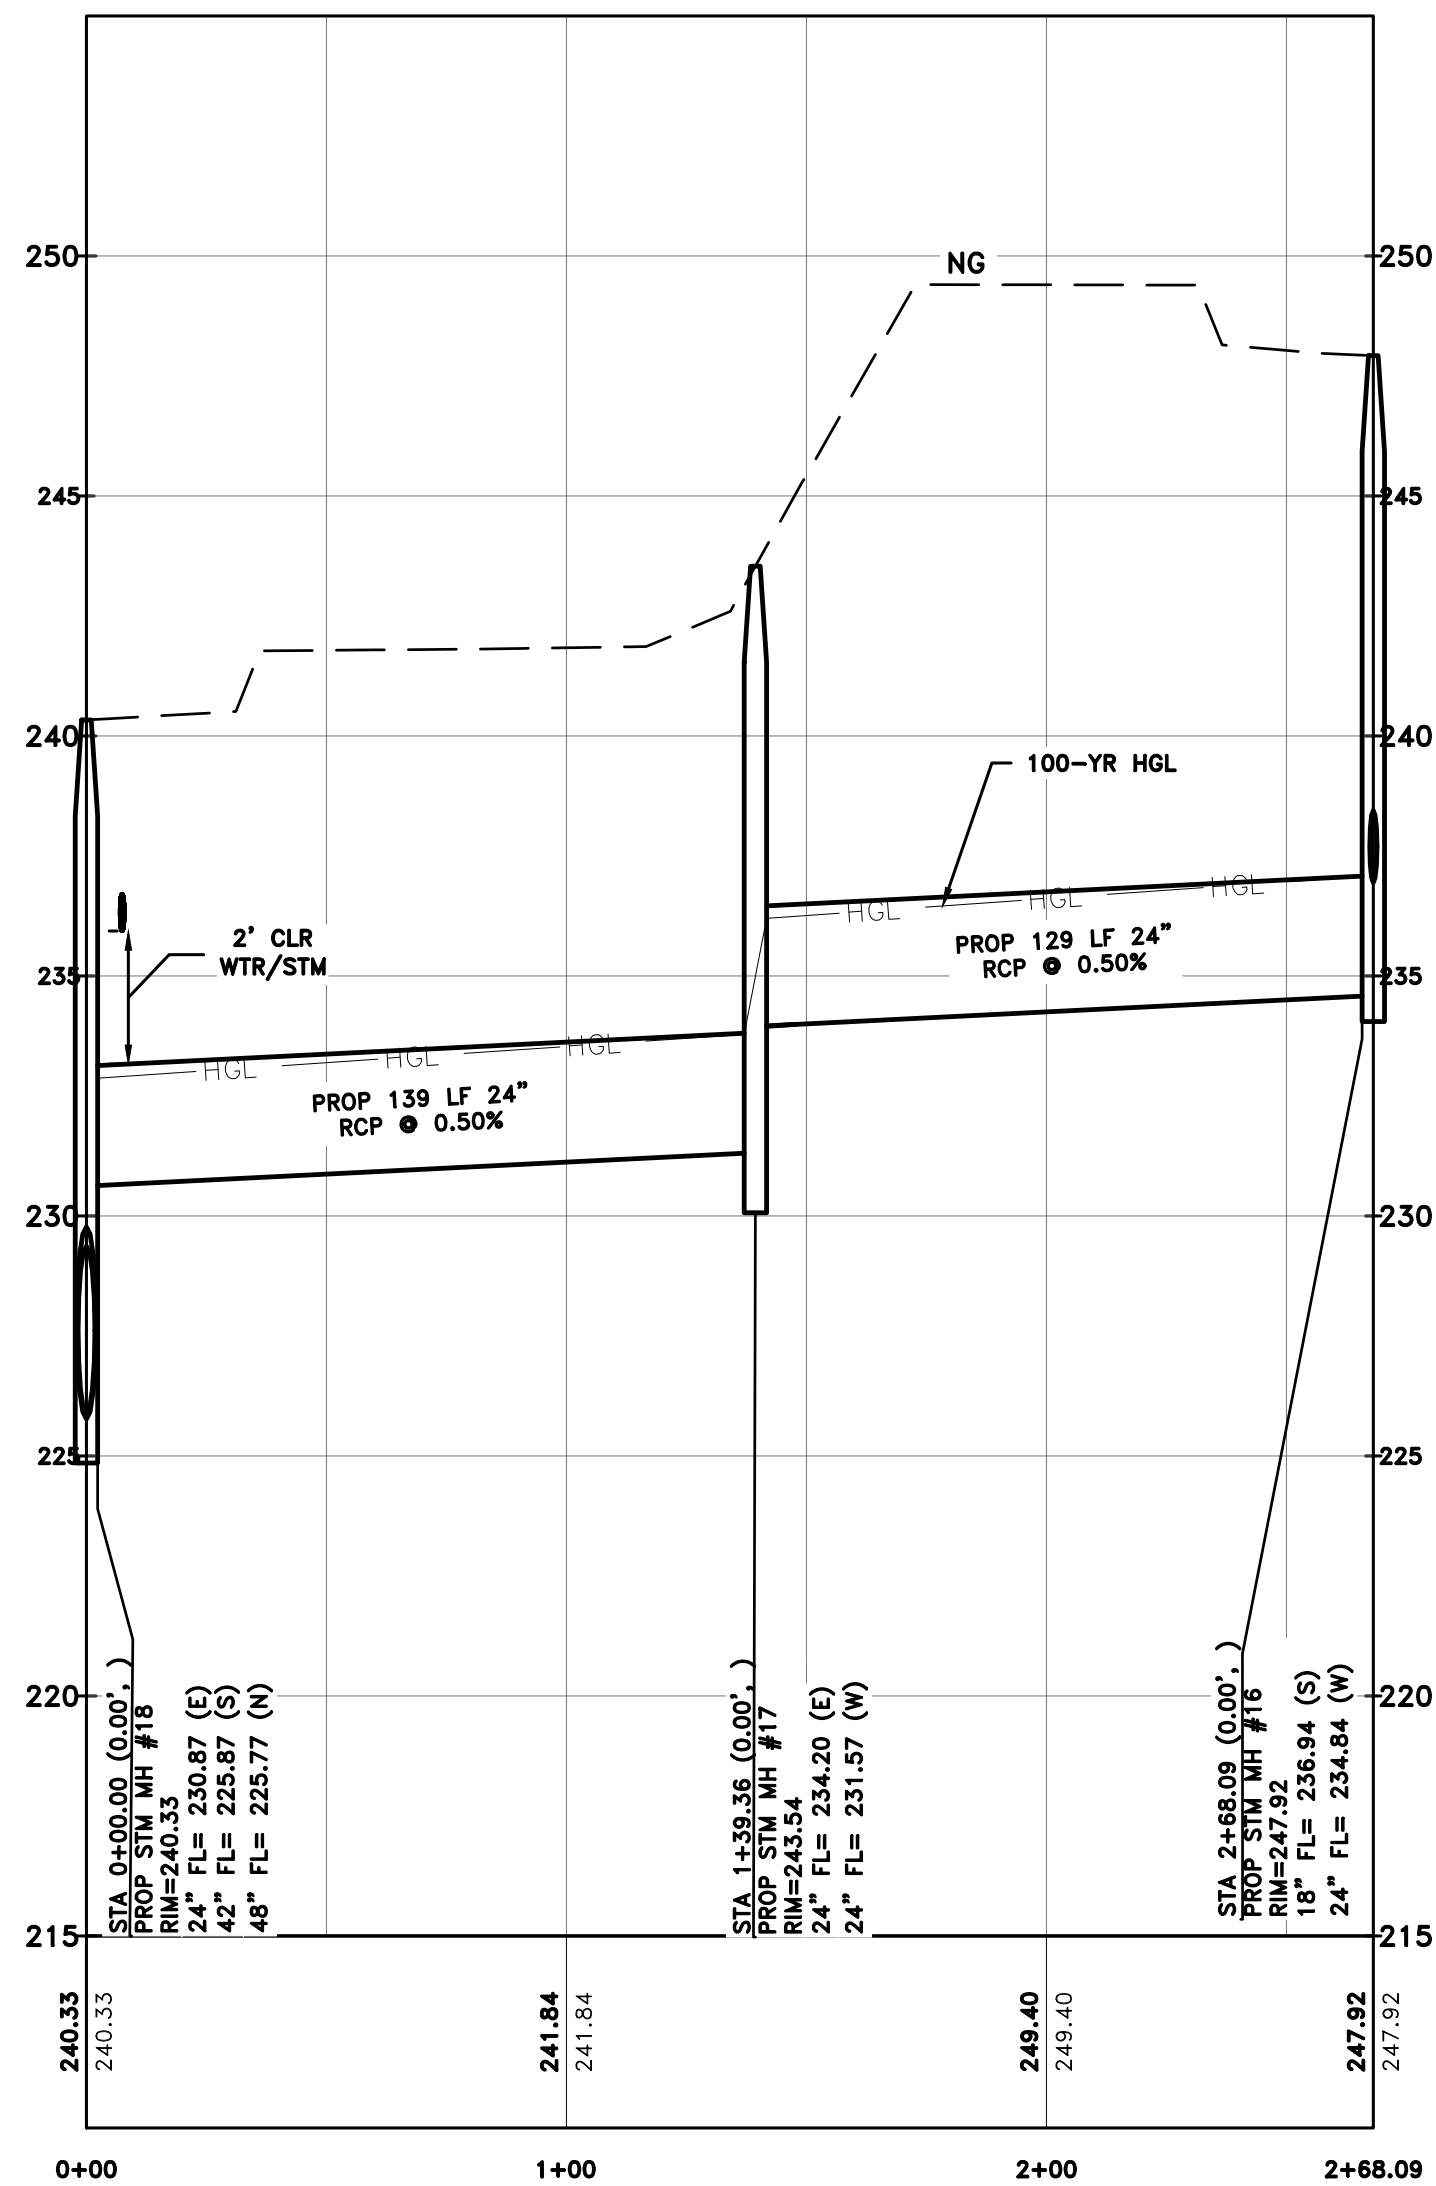 250
250
NG
245
245
240
240
100-YR HGL
HGL
HGL
HGL
2' CLR
WTR/STM
PROP 129 LF 24"
RCP @ 0.50%
235
235
HGL
HGL
HGL
PROP 139 LF 24"
RCP @ 0.50%
230
230
225
225
220
220
STA 0+00.00 (0.00', )
PROP STM MH #18
RIM=240.33
24" FL= 230.87 (E)
42" FL= 225.87 (S)
48" FL= 225.77 (N)
STA 1+39.36 (0.00', )
PROP STM MH #17
RIM=243.54
24" FL= 234.20 (E)
24" FL= 231.57 (W)
STA 2+68.09 (0.00', )
PROP STM MH #16
RIM=247.92
18" FL= 236.94 (S)
24" FL= 234.84 (W)
215
215
240.33
240.33
241.84
241.84
249.40
249.40
247.92
247.92
0+00
1+00
2+00
2+68.09